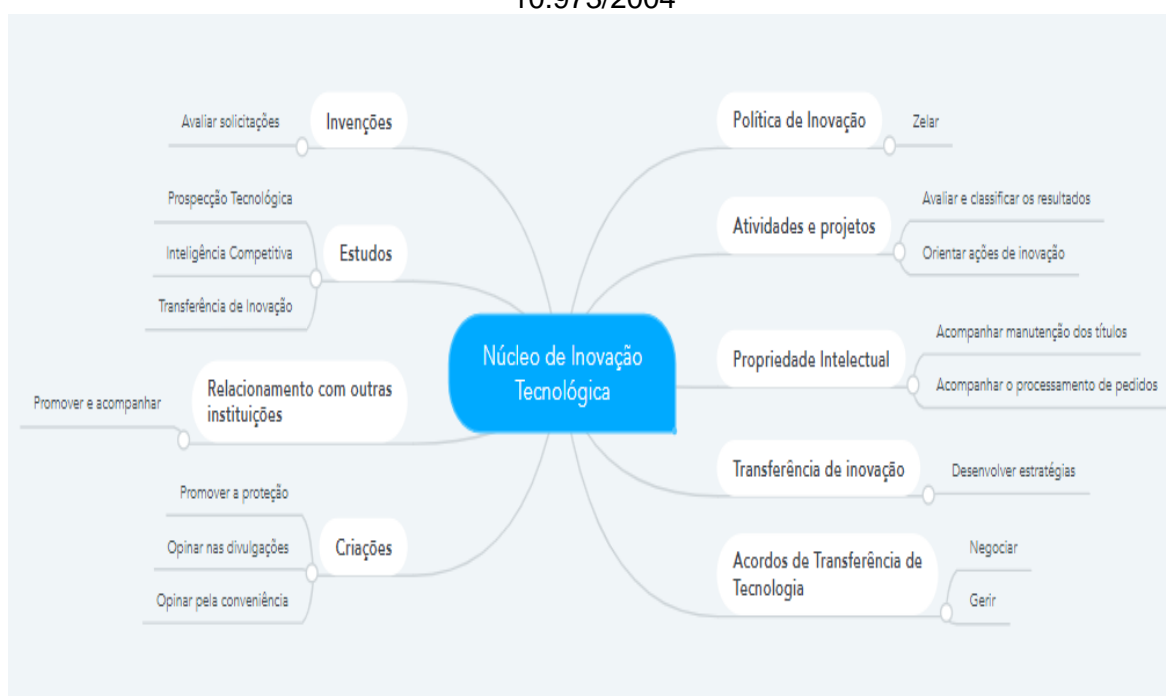 10.973/2004
Invenções
Avaliar solicitações
Prospecção Tecnológica
Inteligência Competitiva
Transferência de Inovação
Estudos
Relacionamento com outras
instituições
Promover e acompanhar
Promover a proteção
Opinar nas divulgações
Opinar pela conveniência
Criações
Núcleo de Inovação
Tecnológica
Política de Inovação
Zelar
Atividades e projetos
Avaliar e classificar os resultados
Orientar ações de inovação
Propriedade Intelectual
Acompanhar manutenção dos títulos
Acompanhar o processamento de pedidos
Transferência de inovação
Desenvolver estratégias
Acordos de Transferência de
Tecnologia
Negociar
Gerir